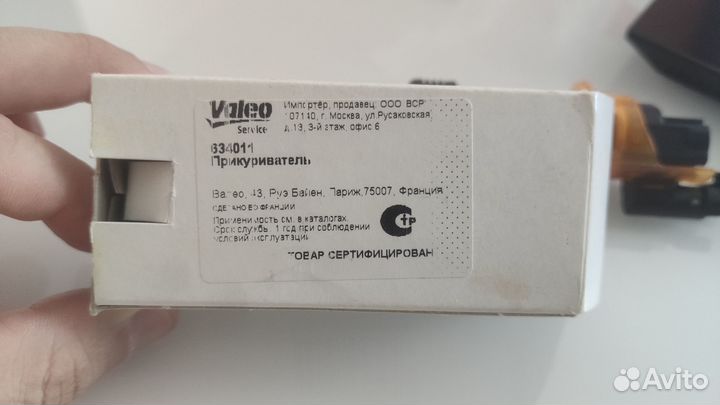 Valeo
Service
Импортёр, продавец: ООО ВСР
107140, г. Москва, ул.Русаковская,
д.13, 3-й этаж, офис 6
634011
Прикуриватель
Валео, 43, Руэ Байен, Париж,75007, Франция
СДЕЛАНО ВО ФРАНЦИИ
Применимость см. в каталогах.
Срок службы 1 год при соблюдении
условий эксплуатации
СТР
ТОВАР СЕРТИФИЦИРОВАН
Avito